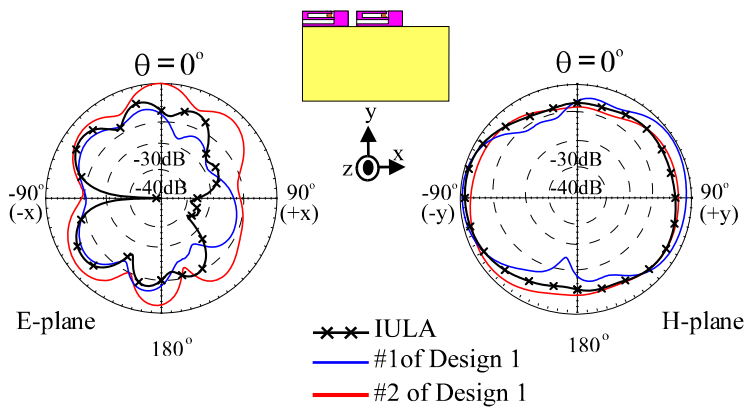 θ = 0°
θ = 0°
y
z
x
-30dB
-40dB
-90°
(-x)
90°
(+x)
-30dB
-40dB
-90°
(-y)
90°
(+y)
E-plane
H-plane
180°
180°
IULA
#1of Design 1
#2 of Design 1